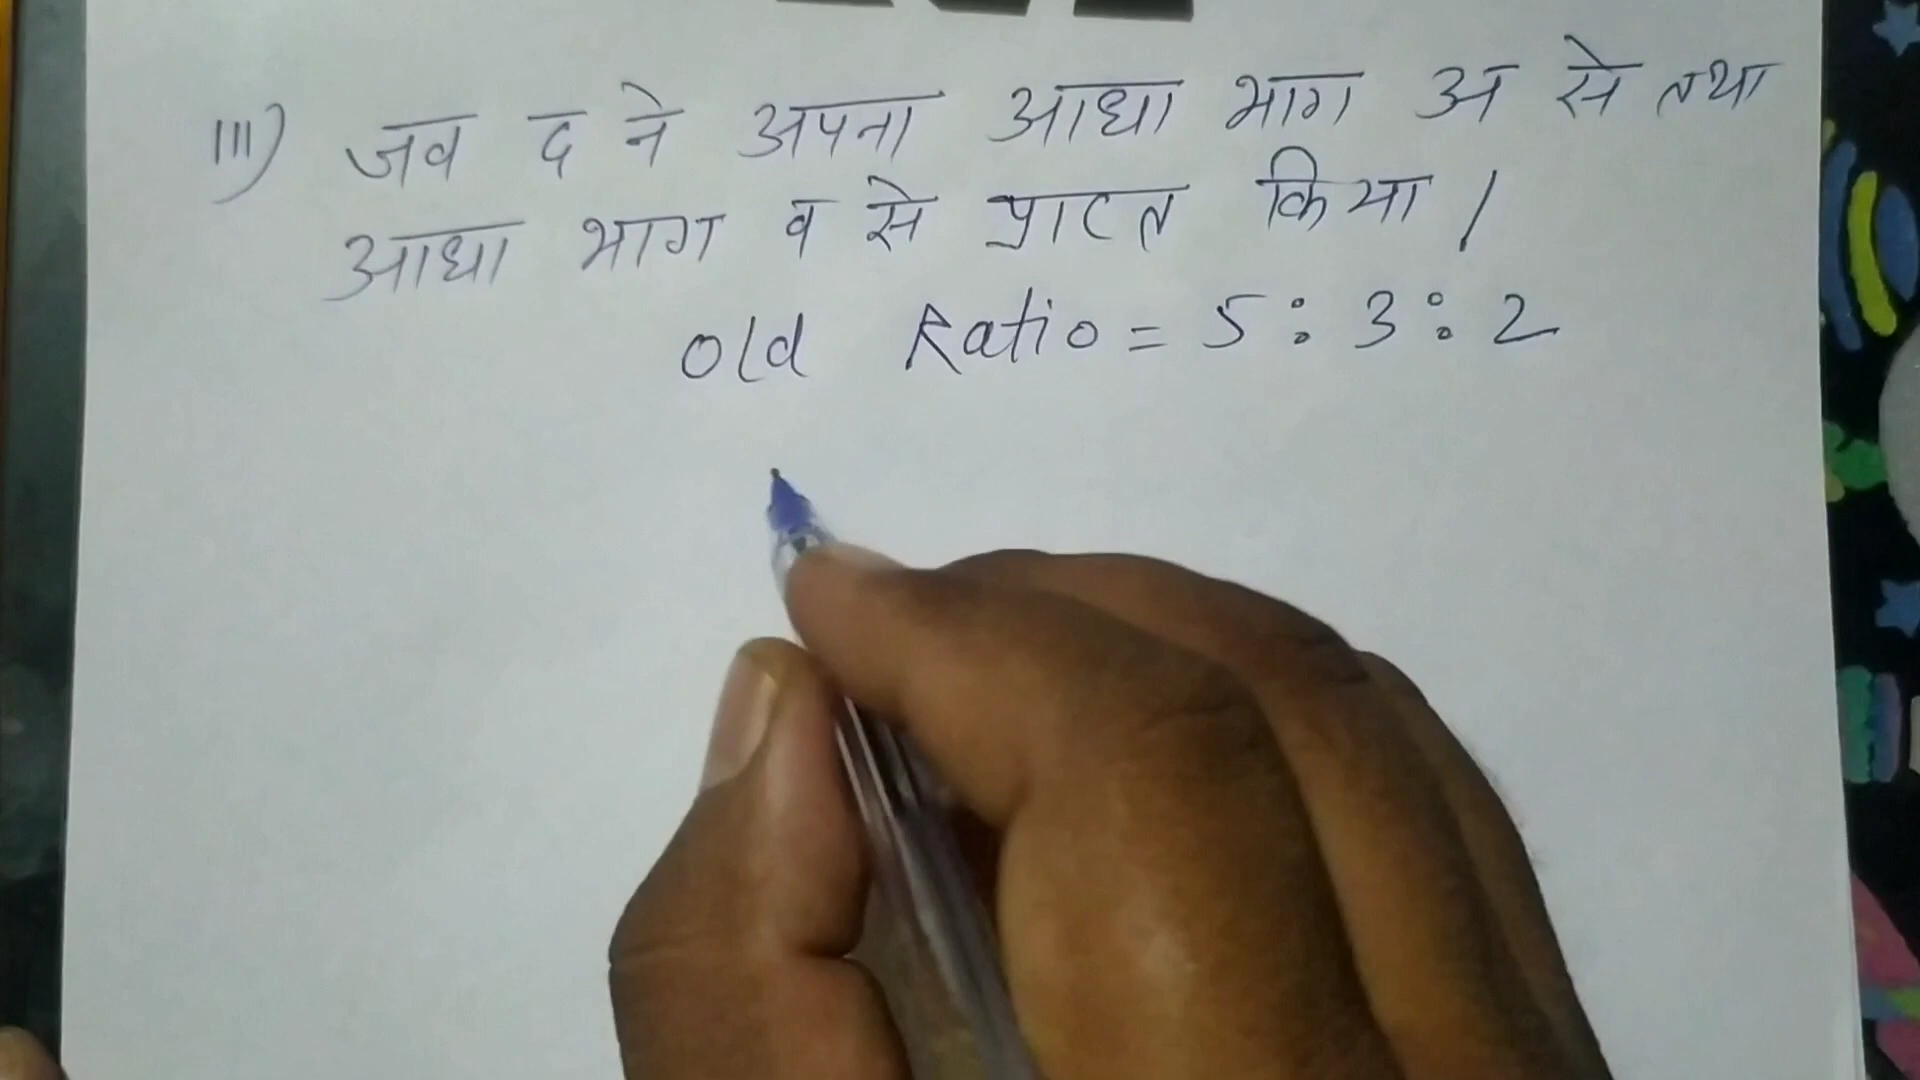 III) जब द ने अपना आधा भाग अ से तथा
आधा भाग ब से प्राप्त किया ।
Old Ratio = 5 : 3 : 2